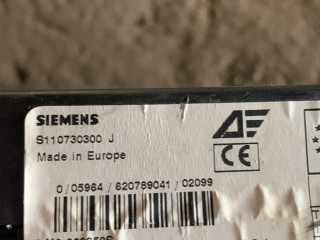 SIEMENS
S110730300 J
Made in Europe
CE
0 / 05964 / 620789041 / 02099